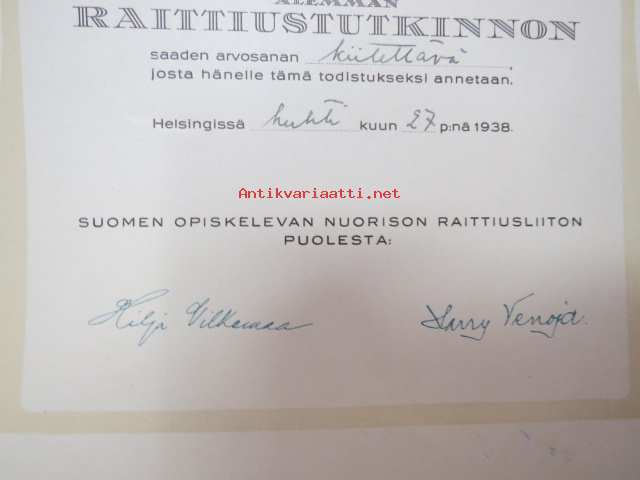 ALEMMAN
RAITTIUSTUTKINNON
saaden arvosanan kiitettävä
josta hänelle tämä todistukseksi annetaan.
Helsingissä huhti kuun 27 p:nä 1938.
Antikvariaatti.net
SUOMEN OPISKELEVAN NUORISON RAITTIUSLIITON
PUOLESTA:
Hilja Vilkemaa Harry Venoja.